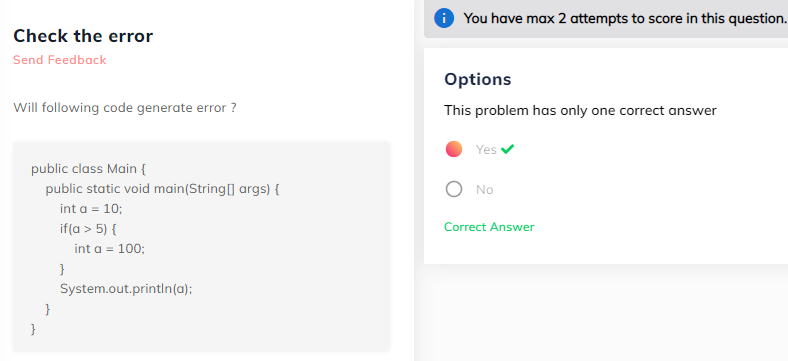 Check the error
Send Feedback
Will following code generate error ?
public class Main {
public static void main(String[] args) {
int a = 10;
if(a > 5) {
int a = 100;
}
System.out.println(a);
}
}
You have max 2 attempts to score in this question.
Options
This problem has only one correct answer
Yes
No
Correct Answer